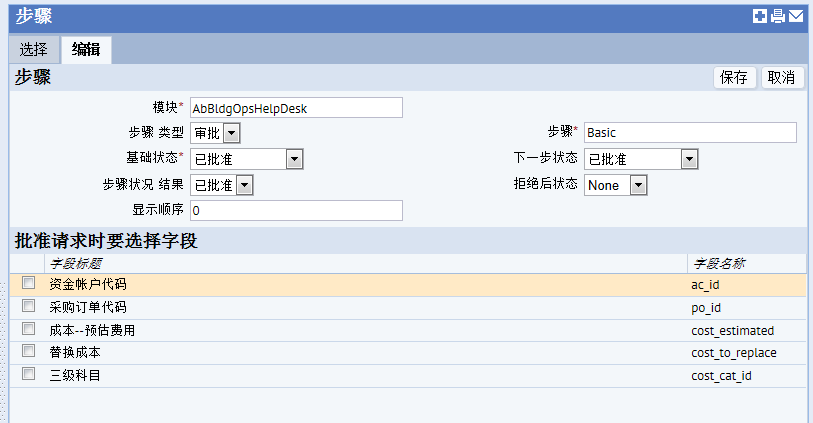 步骤
选择 编辑
步骤 保存 取消
模块* AbBldgOpsHelpDesk
步骤 类型 审批 步骤* Basic
基础状态* 已批准 下一步状态 已批准
步骤状况 结果 已批准 拒绝后状态 None
显示顺序 0
批准请求时要选择字段
字段标题 字段名称
资金帐户代码 ac_id
采购订单代码 po_id
成本--预估费用 cost_estimated
替换成本 cost_to_replace
三级科目 cost_cat_id